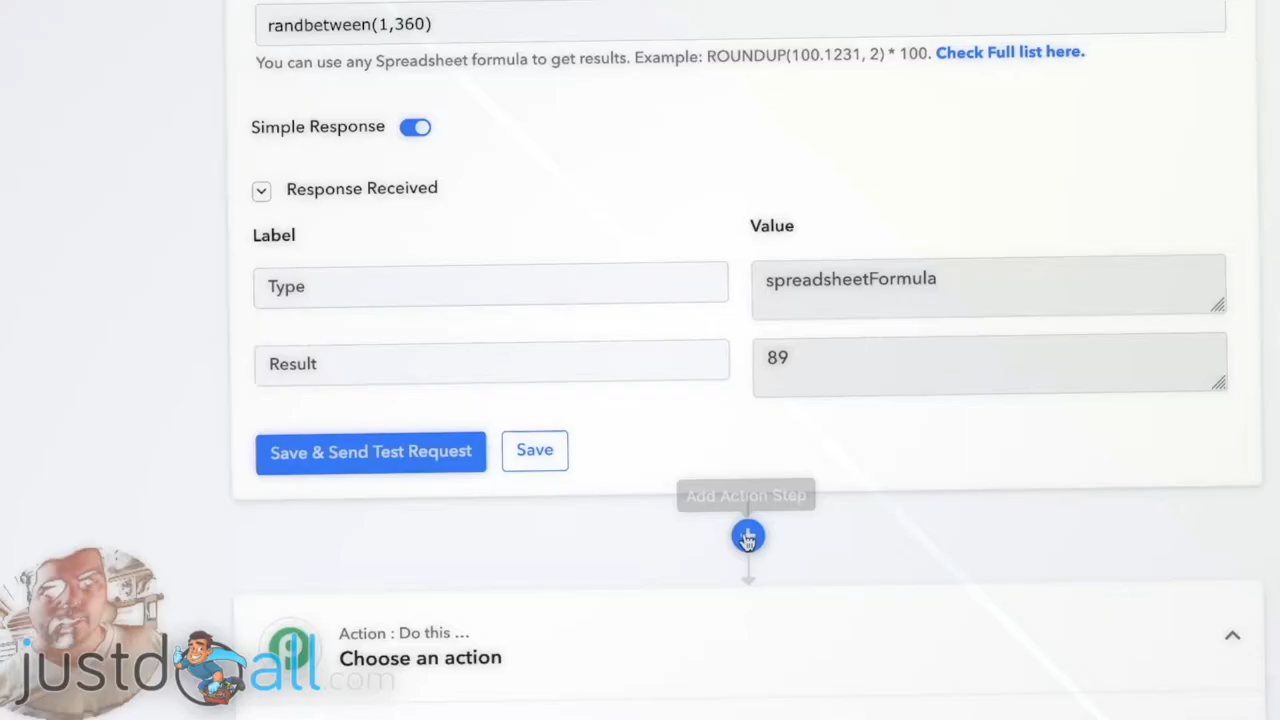 randbetween(1,360)
You can use any Spreadsheet formula to get results. Example: ROUNDUP(100.1231, 2) * 100. Check Full list here.
Simple Response
Response Received
Label
Value
Type
spreadsheetFormula
Result
89
Save & Send Test Request
Save
Add Action Step
Action : Do this ...
Choose an action
justdoall.com